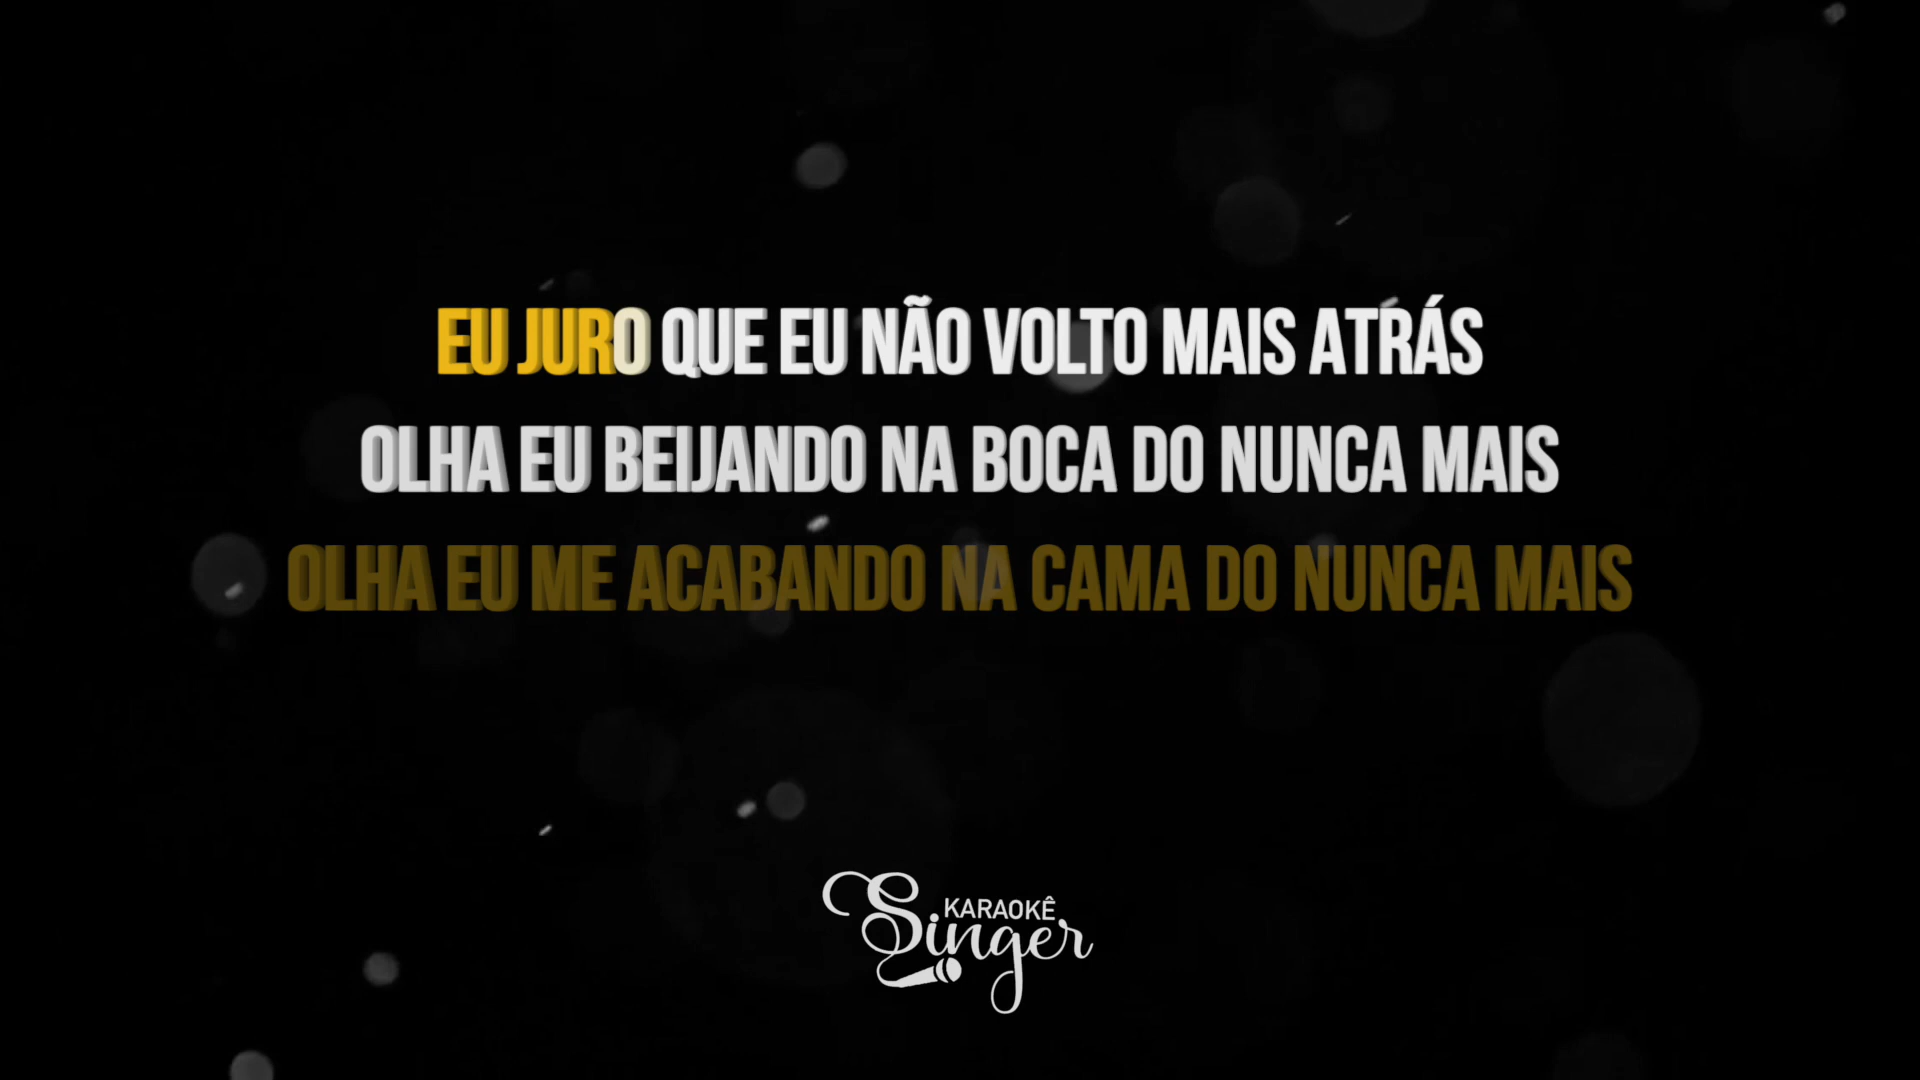 EU JURO QUE EU NÃO VOLTO MAIS ATRÁS
OLHA EU BEIJANDO NA BOCA DO NUNCA MAIS
OLHA EU ME ACABANDO NA CAMA DO NUNCA MAIS
KARAOKÊ
Singer